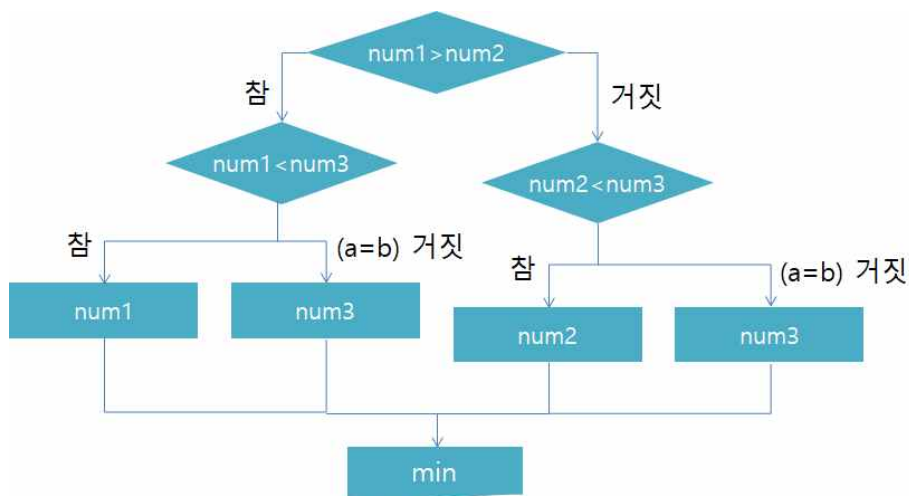 num1>num2
참
거짓
num1<num3
num2<num3
참
(a=b) 거짓
참
(a=b) 거짓
num1
num3
num2
num3
min